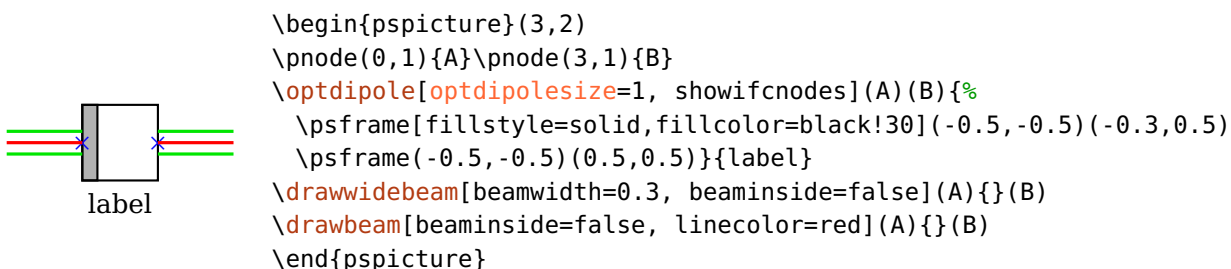 label
\begin{pspicture}(3,2)
\pnode(0,1){A}\pnode(3,1){B}
\optdipole[optdipolesize=1, showifcnodes](A)(B){%
 \psframe[fillstyle=solid,fillcolor=black!30](-0.5,-0.5)(-0.3,0.5)
 \psframe(-0.5,-0.5)(0.5,0.5)}{label}
\drawwidebeam[beamwidth=0.3, beaminside=false](A){}(B)
\drawbeam[beaminside=false, linecolor=red](A){}(B)
\end{pspicture}